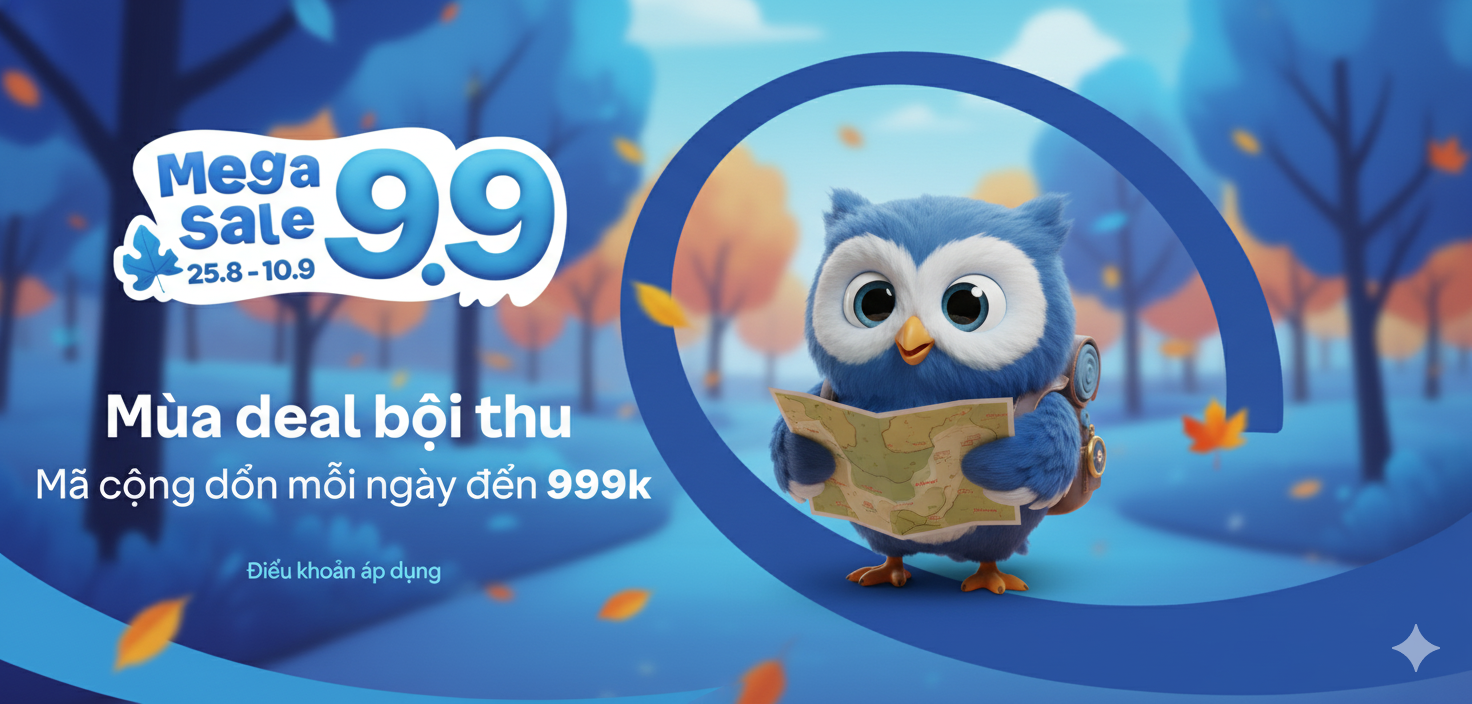 Mega
Sale
25.8 - 10.9
9.9
Mùa deal bội thu
Mã cộng dồn mỗi ngày đến 999k
Điều khoản áp dụng